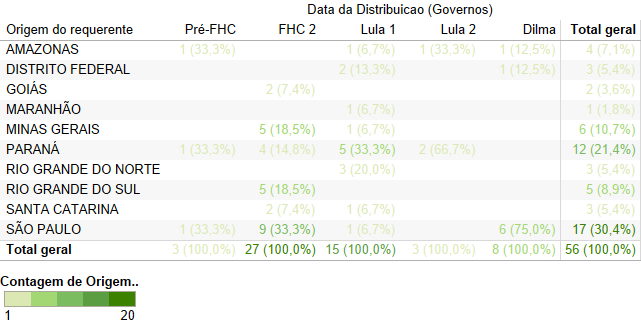 Data da Distribuicao (Governos)
Origem do requerente Pré-FHC FHC 2 Lula 1 Lula 2 Dilma Total geral
AMAZONAS 1 (33,3%) 1 (6,7%) 1 (33,3%) 1 (12,5%) 4 (7,1%)
DISTRITO FEDERAL 2 (13,3%) 1 (12,5%) 3 (5,4%)
GOIÁS 2 (7,4%) 2 (3,6%)
MARANHÃO 1 (6,7%) 1 (1,8%)
MINAS GERAIS 5 (18,5%) 1 (6,7%) 6 (10,7%)
PARANÁ 1 (33,3%) 4 (14,8%) 5 (33,3%) 2 (66,7%) 12 (21,4%)
RIO GRANDE DO NORTE 3 (20,0%) 3 (5,4%)
RIO GRANDE DO SUL 5 (18,5%) 5 (8,9%)
SANTA CATARINA 2 (7,4%) 1 (6,7%) 3 (5,4%)
SÃO PAULO 1 (33,3%) 9 (33,3%) 1 (6,7%) 6 (75,0%) 17 (30,4%)
Total geral 3 (100,0%) 27 (100,0%) 15 (100,0%) 3 (100,0%) 8 (100,0%) 56 (100,0%)
Contagem de Origem..
1 20